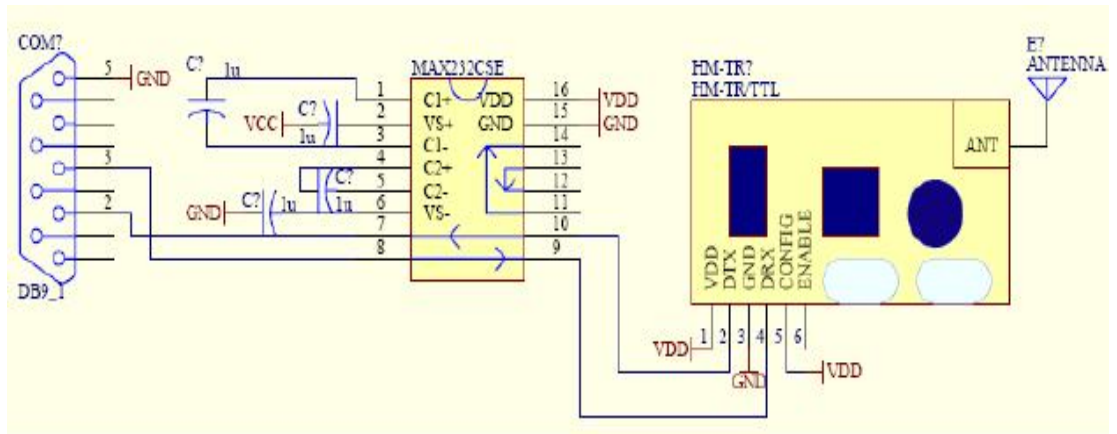 COM?
5
GND
3
2
DB9_1
C?
1u
C?
VCC
1u
C?
1u
GND
C?
1u
MAX232CSE
1
2
3
4
5
6
7
8
C1+
VS+
C1-
C2+
C2-
VS-
VDD
GND
16
15
14
13
12
11
10
9
VDD
GND
HM-TR?
HM-TR/TTL
E?
ANTENNA
ANT
VDD
DTX
GND
DRX
CONFIG
ENABLE
1
2
3
4
5
6
VDD
GND
VDD